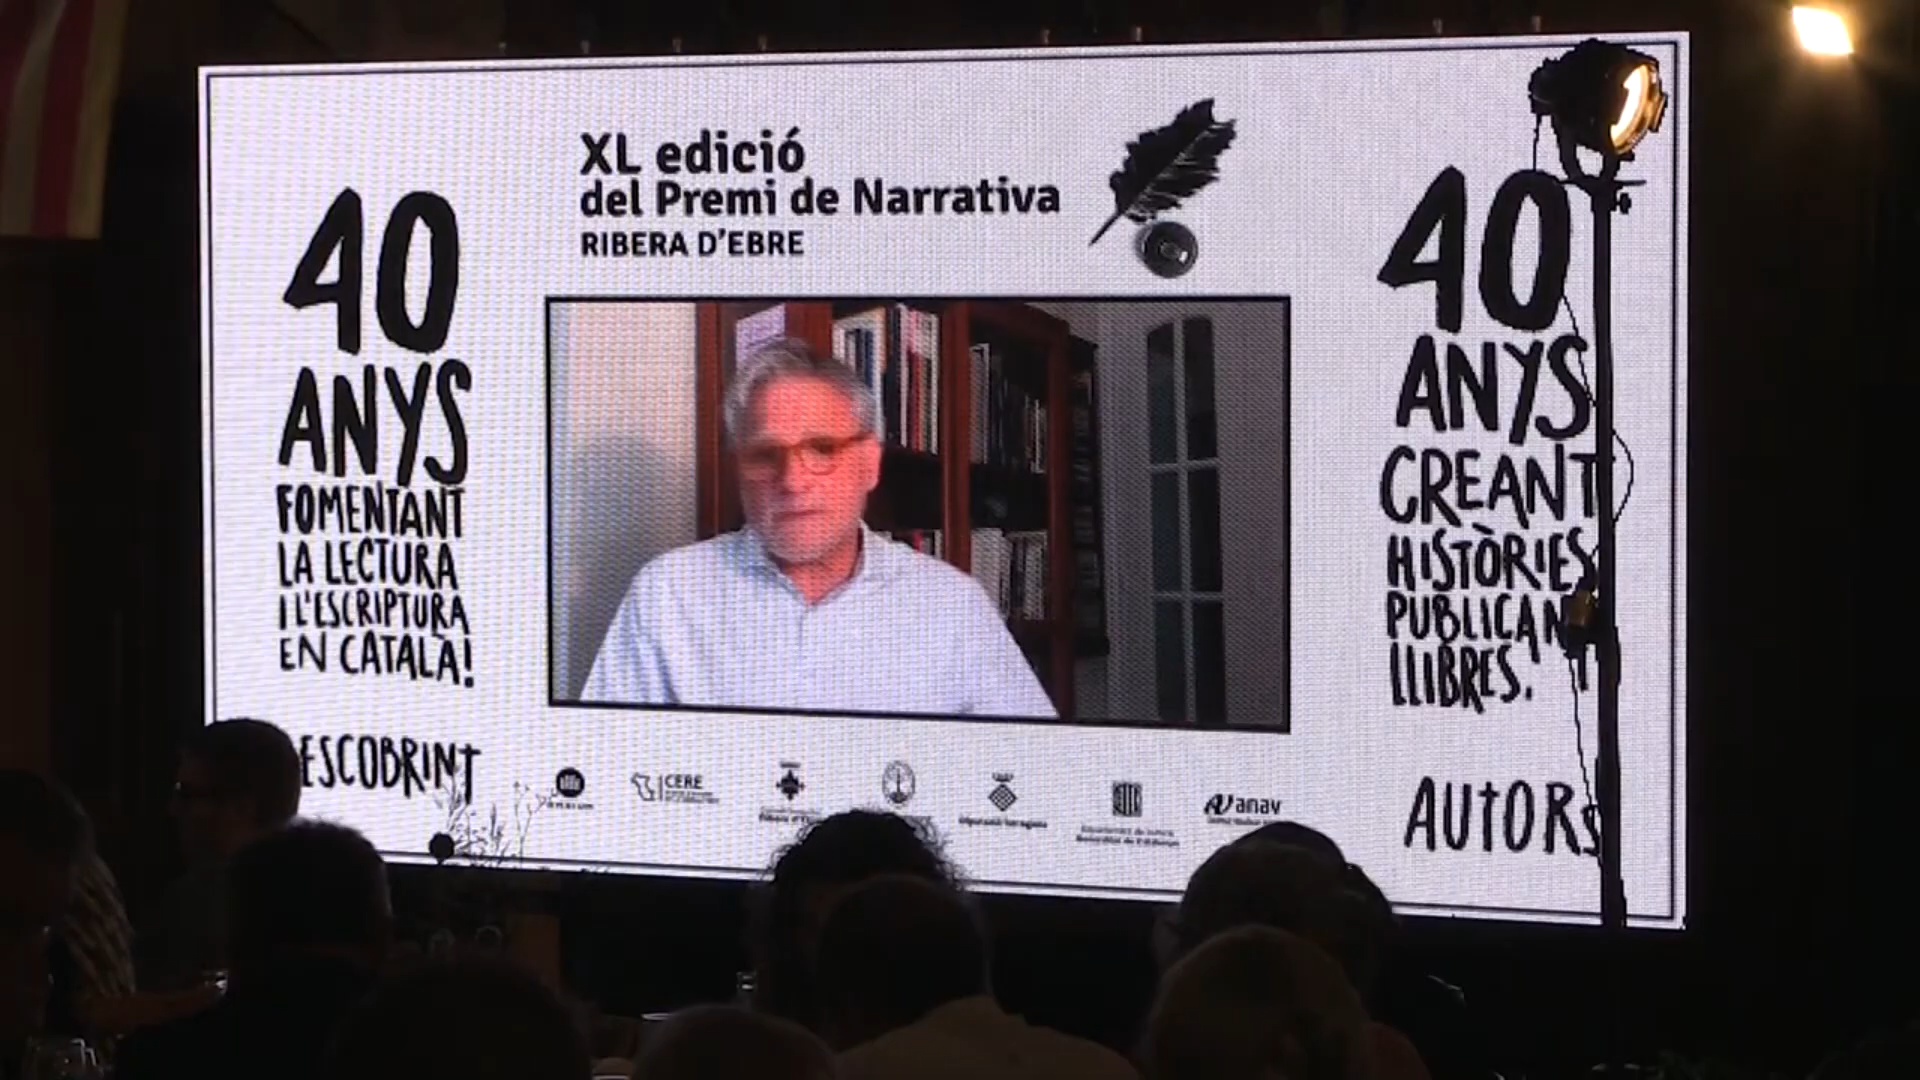 XL edició
del Premi de Narrativa
RIBERA D'EBRE
40
ANYS
FOMENTANT
LA LECTURA
I L'ESCRIPTURA
EN CATALÀ!
ESCOBRINT
40
ANYS
CREANT
HISTÒRIES
PUBLICAN
LLIBRES.
AUTORS
CERE
anav